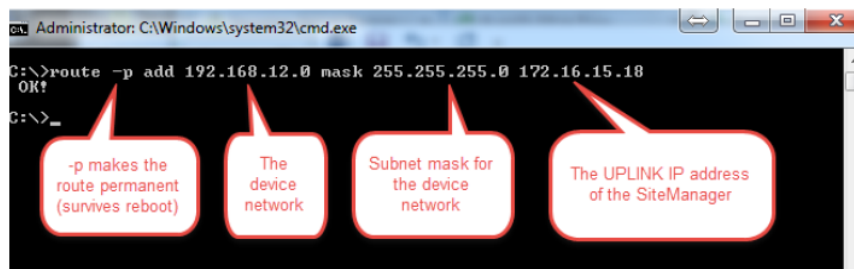 Administrator: C:\Windows\system32\cmd.exe
C:\>route -p add 192.168.12.0 mask 255.255.255.0 172.16.15.18
OK!
C:\>_
-p makes the
route permanent
(survives reboot)
The
device
network
Subnet mask for
the device
network
The UPLINK IP address
of the SiteManager